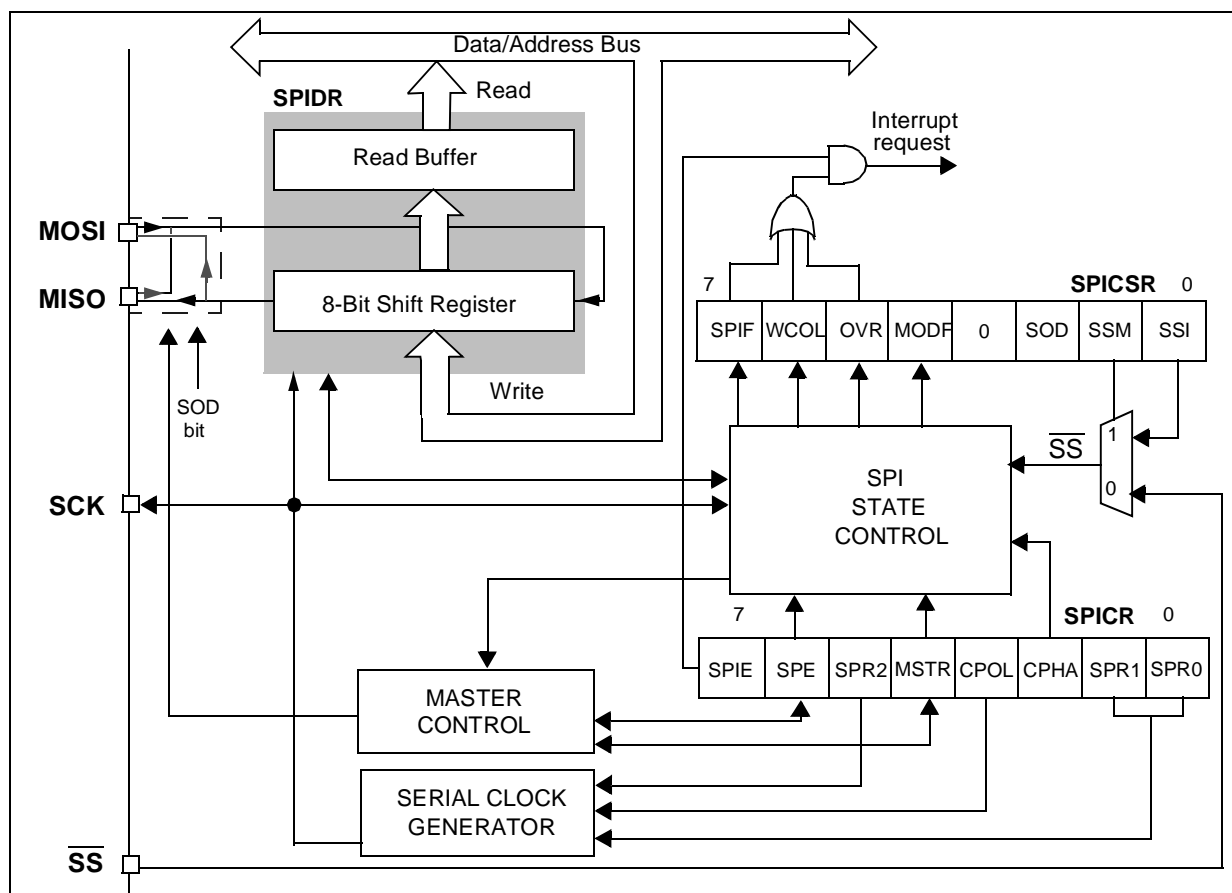 Data/Address Bus
Read
SPIDR
Read Buffer
Interrupt
request
MOSI
MISO
8-Bit Shift Register
7 SPICSR 0
SPIF WCOL OVR MODF 0 SOD SSM SSI
Write
SOD
bit
1
SS
0
SCK
SPI
STATE
CONTROL
7 SPICR 0
SPIE SPE SPR2 MSTR CPOL CPHA SPR1 SPR0
MASTER
CONTROL
SERIAL CLOCK
GENERATOR
SS